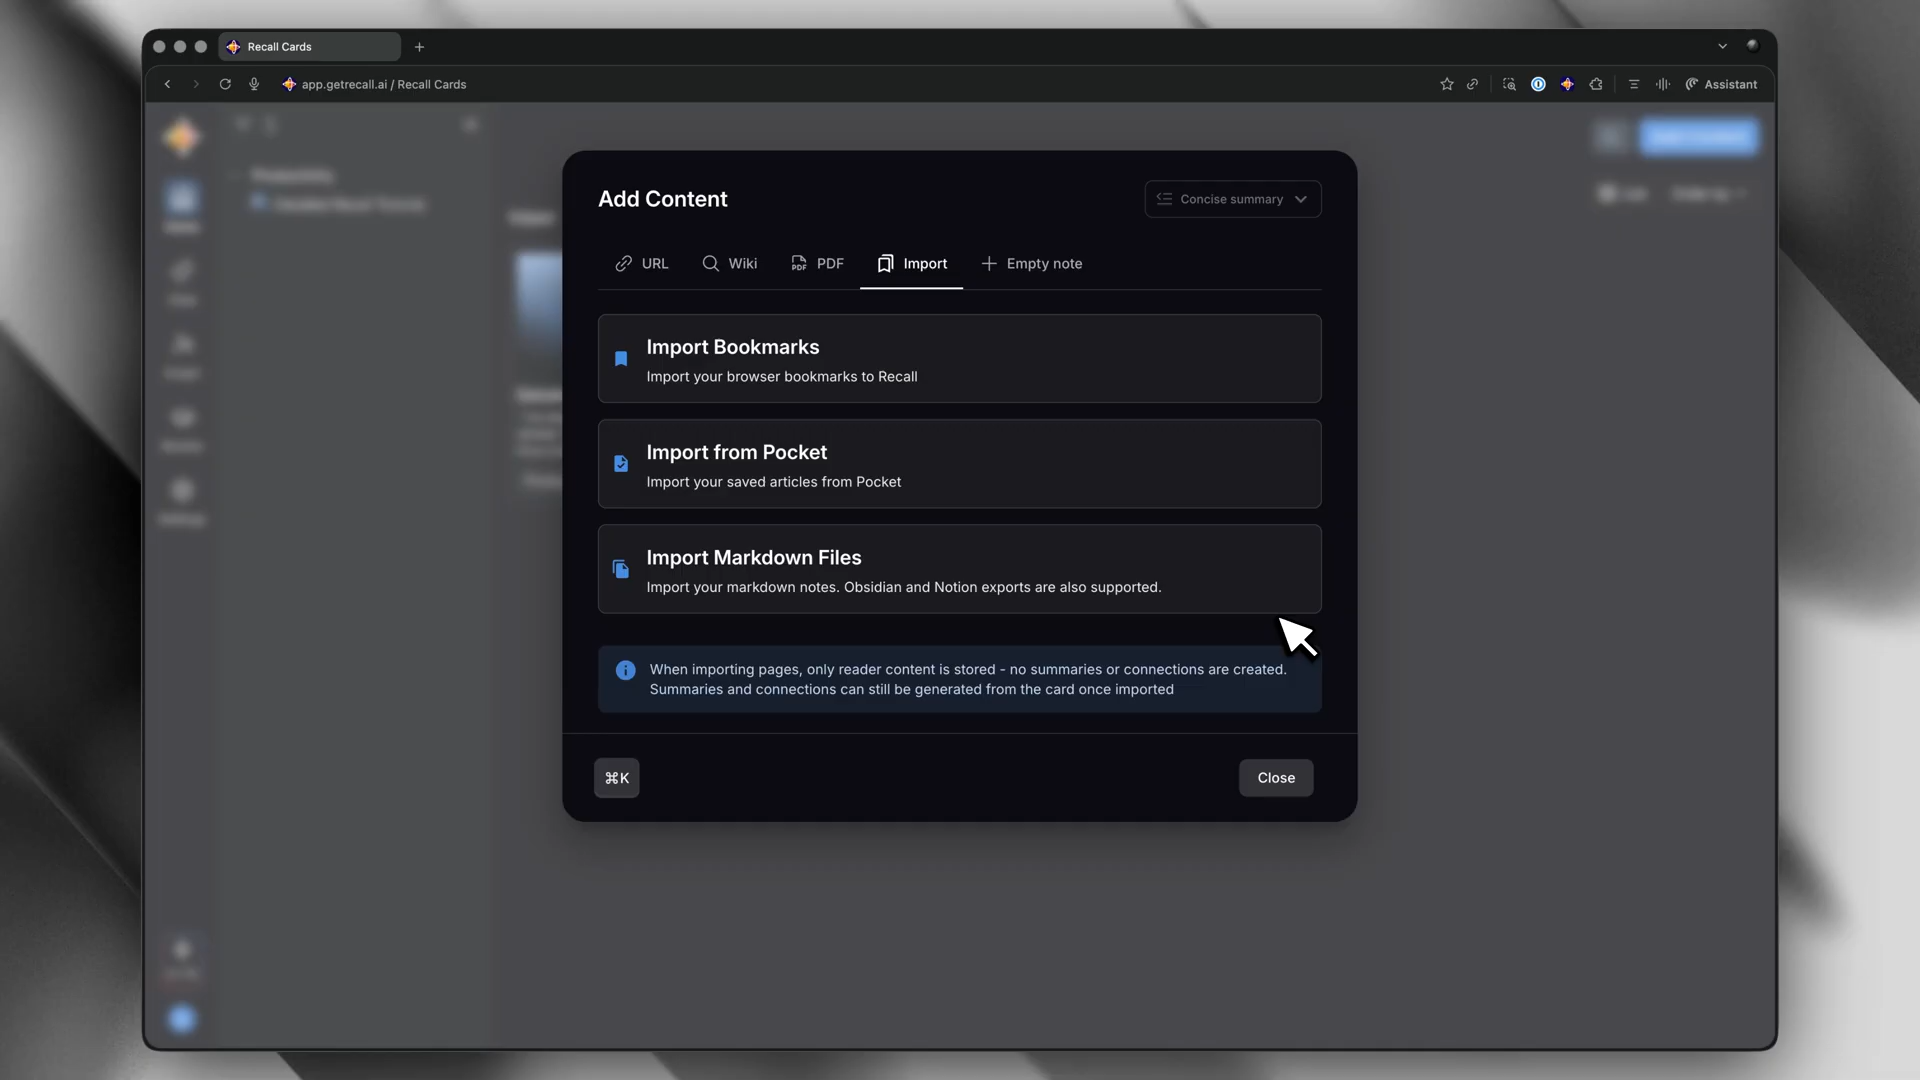 Recall Cards
app.getrecall.ai / Recall Cards
Assistant
Add Content
Concise summary
URL
Wiki
PDF
Import
Empty note
Import Bookmarks
Import your browser bookmarks to Recall
Import from Pocket
Import your saved articles from Pocket
Import Markdown Files
Import your markdown notes. Obsidian and Notion exports are also supported.
When importing pages, only reader content is stored - no summaries or connections are created.
Summaries and connections can still be generated from the card once imported
⌘K
Close